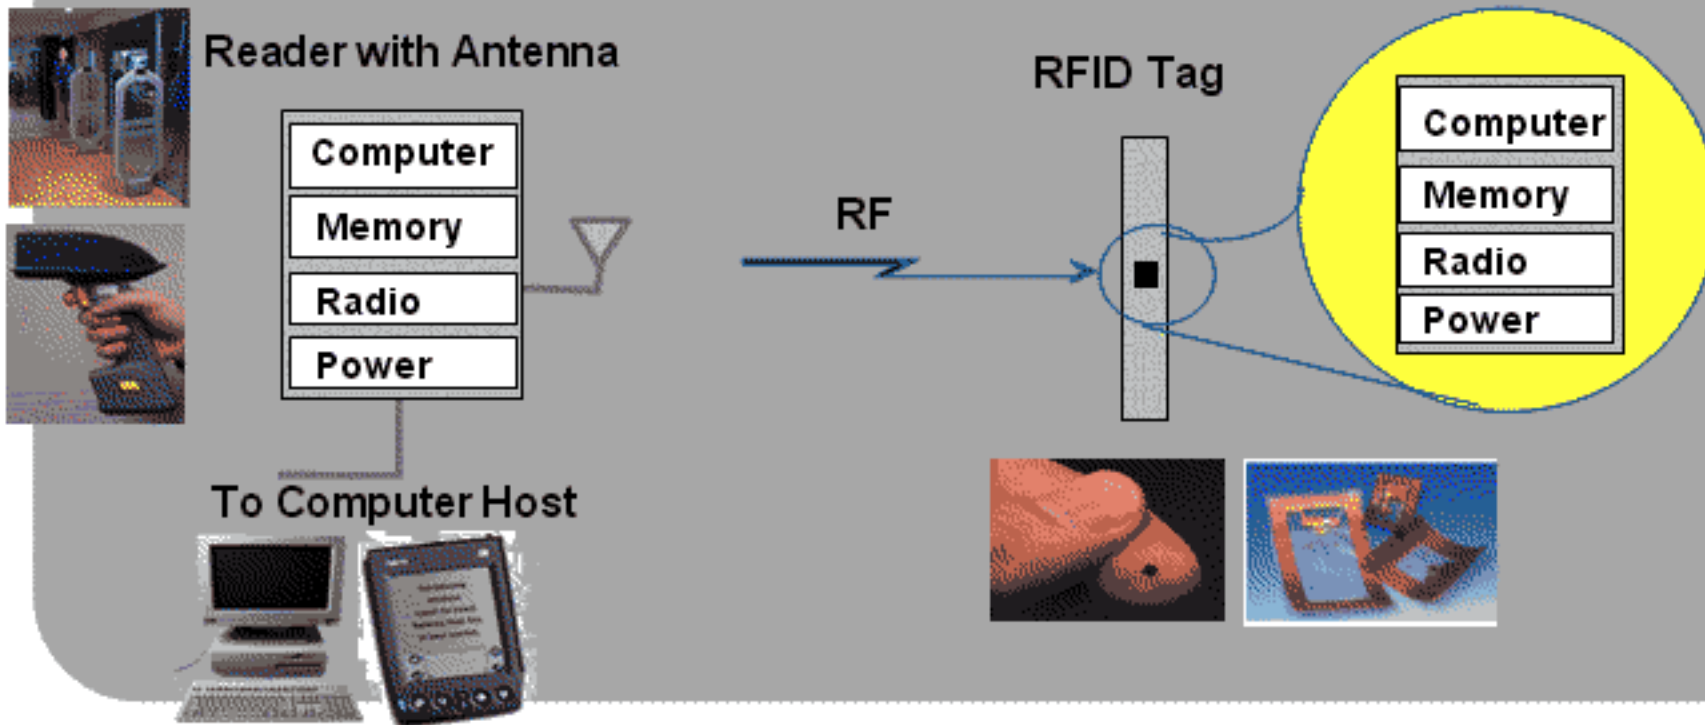 Reader with Antenna
Computer
Memory
Radio
Power
To Computer Host
RF
RFID Tag
Computer
Memory
Radio
Power